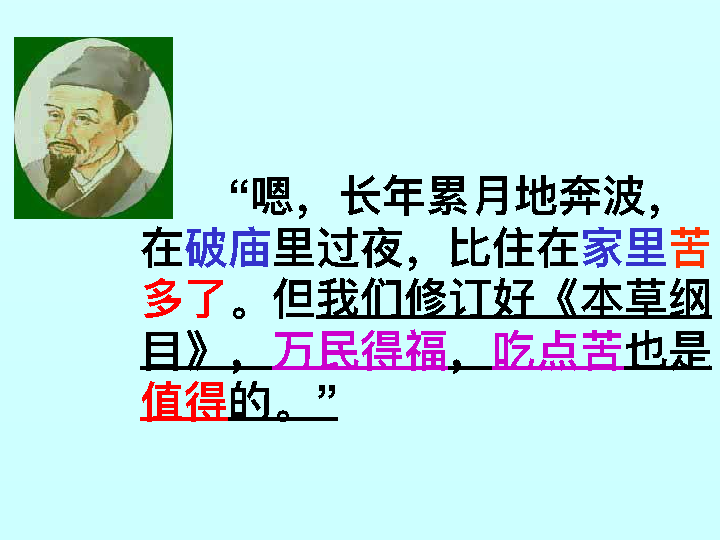 “嗯，长年累月地奔波，
在破庙里过夜，比住在家里苦
多了。但我们修订好《本草纲
目》，万民得福，吃点苦也是
值得的。”